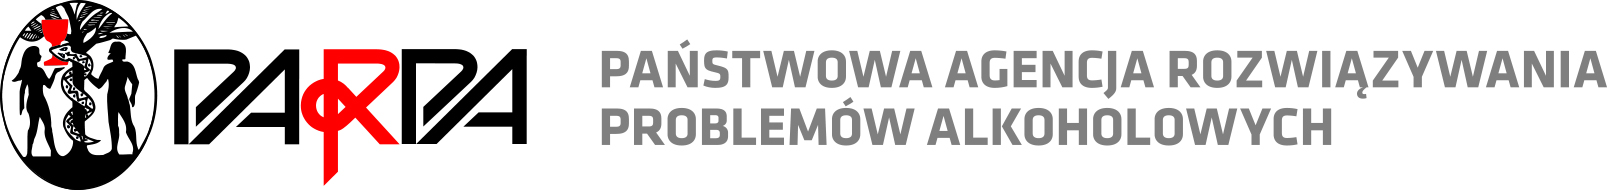 PARPA
PAŃSTWOWA AGENCJA ROZWIĄZYWANIA
PROBLEMÓW ALKOHOLOWYCH